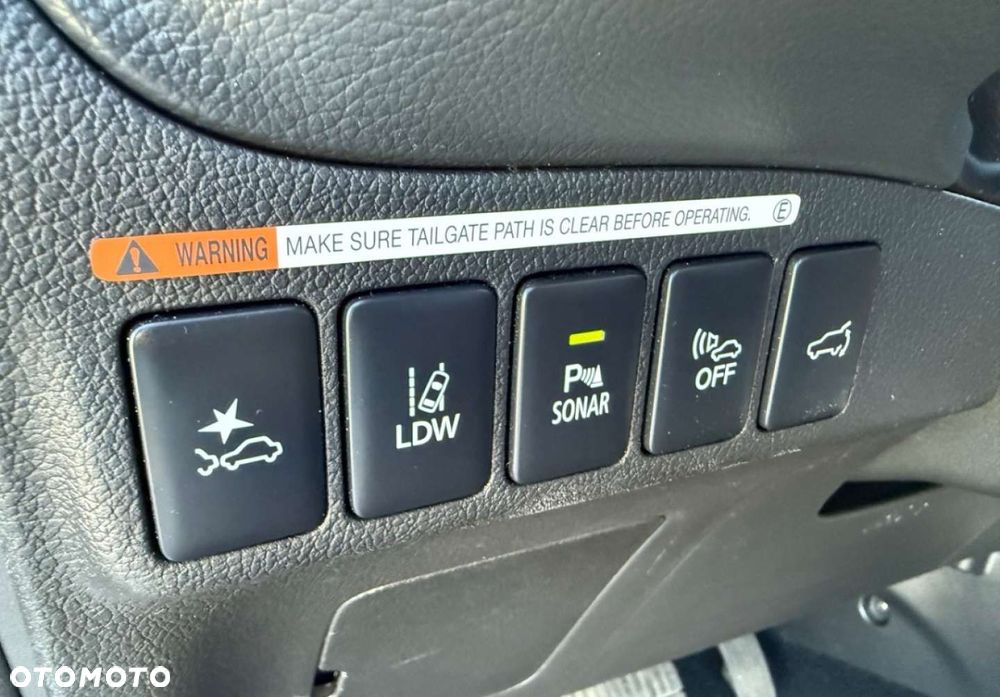 WARNING MAKE SURE TAILGATE PATH IS CLEAR BEFORE OPERATING. E
LDW
P
SONAR
OFF
OTOMOTO